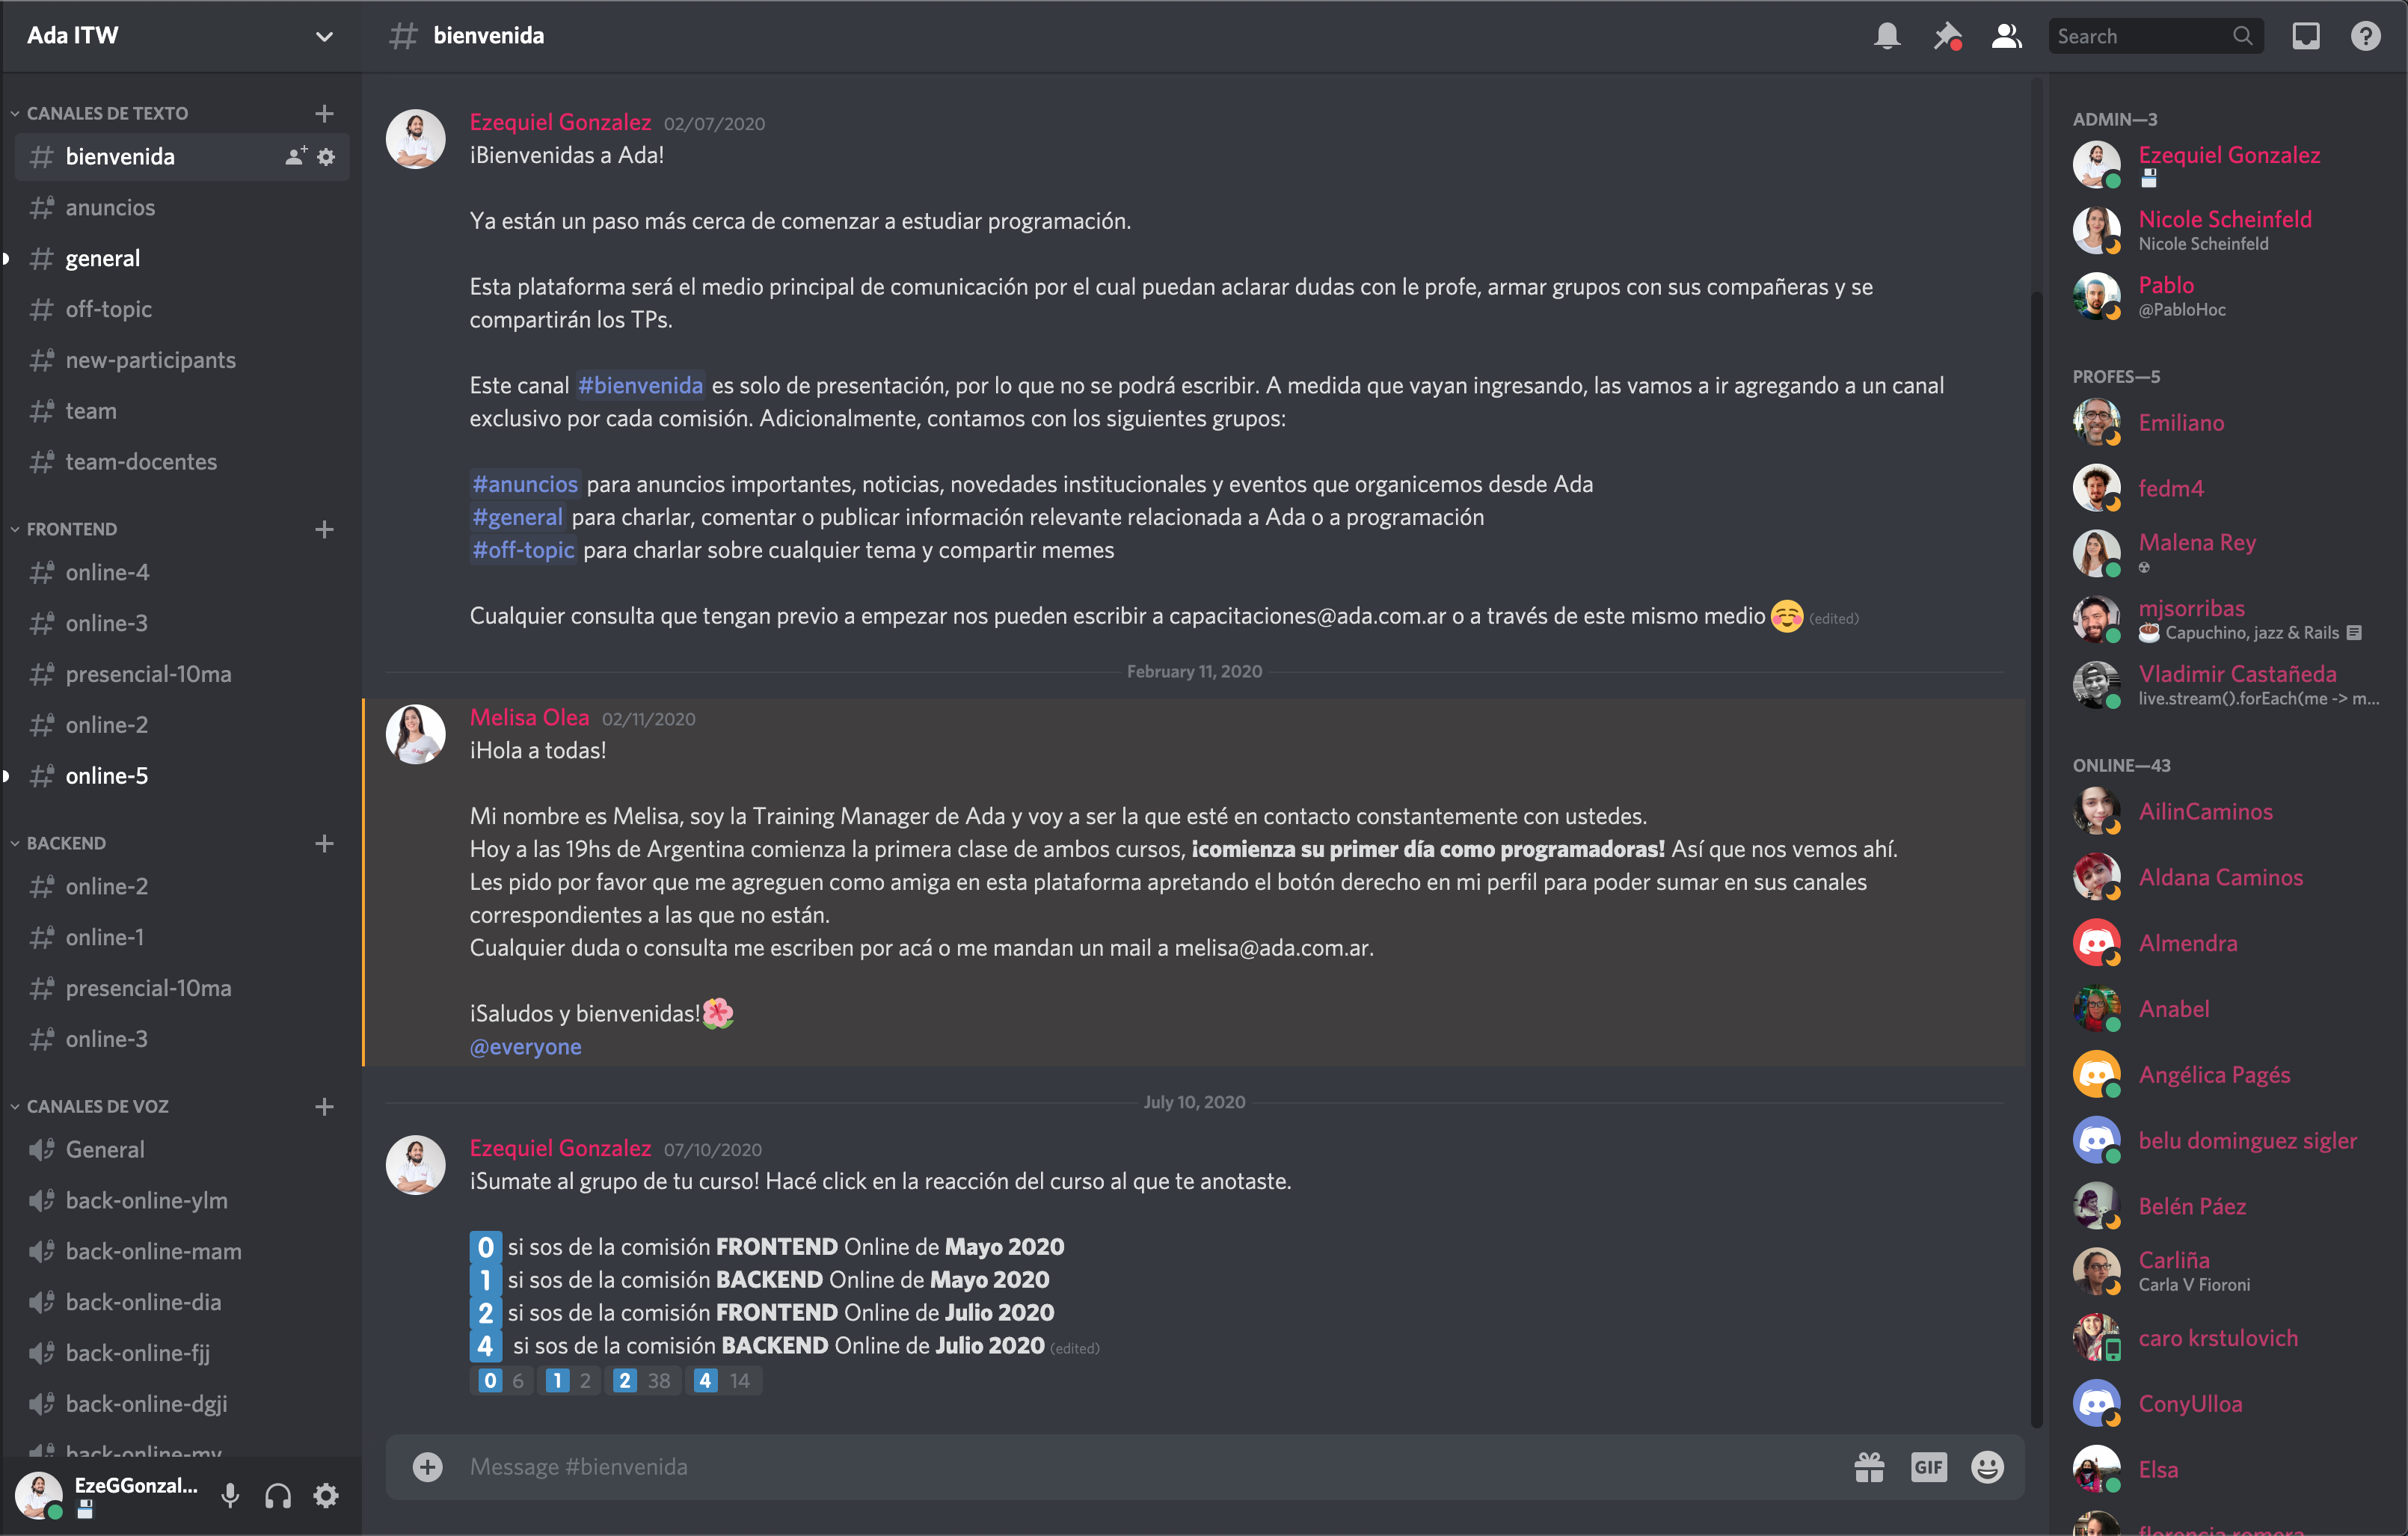 Ada ITW
CANALES DE TEXTO
bienvenida
anuncios
general
off-topic
new-participants
team
team-docentes
FRONTEND
online-4
online-3
presencial-10ma
online-2
online-5
BACKEND
online-2
online-1
presencial-10ma
online-3
CANALES DE VOZ
General
back-online-ylm
back-online-mam
back-online-dia
back-online-fjj
back-online-dgji
back-online-mv
EzeGGonzal...
# bienvenida
Search
Ezequiel Gonzalez 02/07/2020
¡Bienvenidas a Ada!
Ya están un paso más cerca de comenzar a estudiar programación.
Esta plataforma será el medio principal de comunicación por el cual puedan aclarar dudas con le profe, armar grupos con sus compañeras y se
compartirán los TPs.
Este canal #bienvenida es solo de presentación, por lo que no se podrá escribir. A medida que vayan ingresando, las vamos a ir agregando a un canal
exclusivo por cada comisión. Adicionalmente, contamos con los siguientes grupos:
#anuncios para anuncios importantes, noticias, novedades institucionales y eventos que organicemos desde Ada
#general para charlar, comentar o publicar información relevante relacionada a Ada o a programación
#off-topic para charlar sobre cualquier tema y compartir memes
Cualquier consulta que tengan previo a empezar nos pueden escribir a capacitaciones@ada.com.ar o a través de este mismo medio ☺️ (edited)
February 11, 2020
Melisa Olea 02/11/2020
¡Hola a todas!
Mi nombre es Melisa, soy la Training Manager de Ada y voy a ser la que esté en contacto constantemente con ustedes.
Hoy a las 19hs de Argentina comienza la primera clase de ambos cursos, ¡comienza su primer día como programadoras! Así que nos vemos ahí.
Les pido por favor que me agreguen como amiga en esta plataforma apretando el botón derecho en mi perfil para poder sumar en sus canales
correspondientes a las que no están.
Cualquier duda o consulta me escriben por acá o me mandan un mail a melisa@ada.com.ar.
¡Saludos y bienvenidas!🌺
@everyone
July 10, 2020
Ezequiel Gonzalez 07/10/2020
¡Sumate al grupo de tu curso! Hacé click en la reacción del curso al que te anotaste.
0 si sos de la comisión FRONTEND Online de Mayo 2020
1 si sos de la comisión BACKEND Online de Mayo 2020
2 si sos de la comisión FRONTEND Online de Julio 2020
4 si sos de la comisión BACKEND Online de Julio 2020 (edited)
0 6 1 2 2 38 4 14
Message #bienvenida
GIF
ADMIN—3
Ezequiel Gonzalez
Nicole Scheinfeld
Nicole Scheinfeld
Pablo
@PabloHoc
PROFES—5
Emiliano
fedm4
Malena Rey
mjsorribas
Capuchino, jazz & Rails
Vladimir Castañeda
live.stream().forEach(me -> m...
ONLINE—43
AilinCaminos
Aldana Caminos
Almendra
Anabel
Angélica Pagés
belu dominguez sigler
Belén Páez
Carliña
Carla V Fioroni
caro krstulovich
ConyUlloa
Elsa
florencia romera